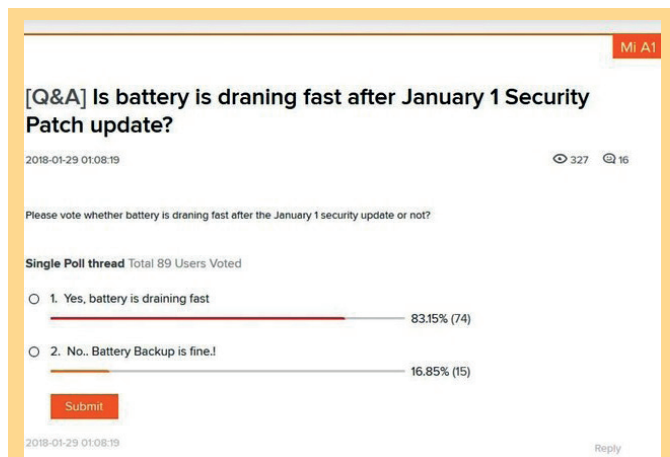 Mi A1
[Q&A] Is battery is draning fast after January 1 Security
Patch update?
2018-01-29 01:08:19 327 16
Please vote whether battery is draning fast after the January 1 security update or not?
Single Poll thread Total 89 Users Voted
1. Yes, battery is draining fast
83.15% (74)
2. No.. Battery Backup is fine.!
16.85% (15)
Submit
2018-01-29 01:08:19
Reply